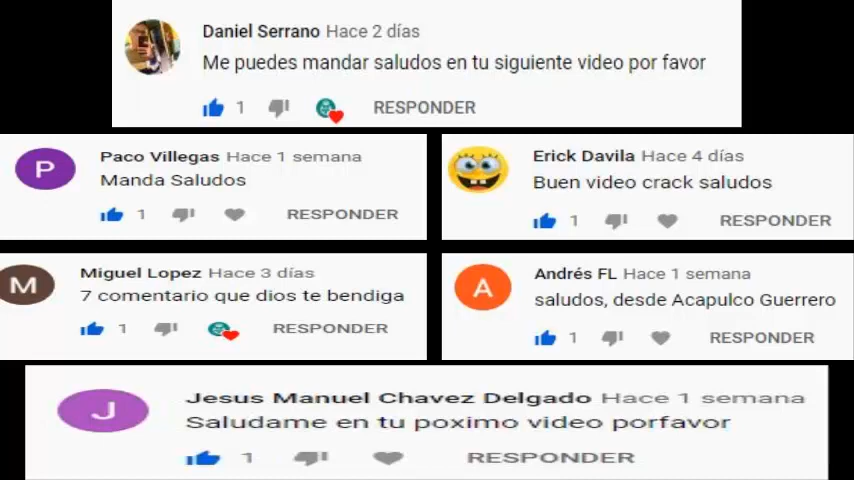 Daniel Serrano Hace 2 días
Me puedes mandar saludos en tu siguiente video por favor
1 RESPONDER
P
Paco Villegas Hace 1 semana
Manda Saludos
1 RESPONDER
Erick Davila Hace 4 días
Buen video crack saludos
1 RESPONDER
M
Miguel Lopez Hace 3 días
7 comentario que dios te bendiga
1 RESPONDER
A
Andrés FL Hace 1 semana
saludos, desde Acapulco Guerrero
1 RESPONDER
J
Jesus Manuel Chavez Delgado Hace 1 semana
Saludame en tu poximo video porfavor
1 RESPONDER